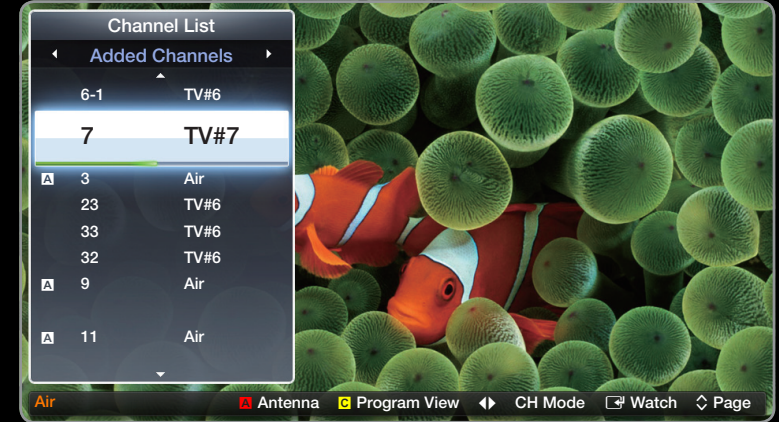 Channel List
Added Channels
6-1 TV#6
7 TV#7
A 3 Air
23 TV#6
33 TV#6
32 TV#6
A 9 Air
A 11 Air
Air A Antenna C Program View CH Mode Watch Page